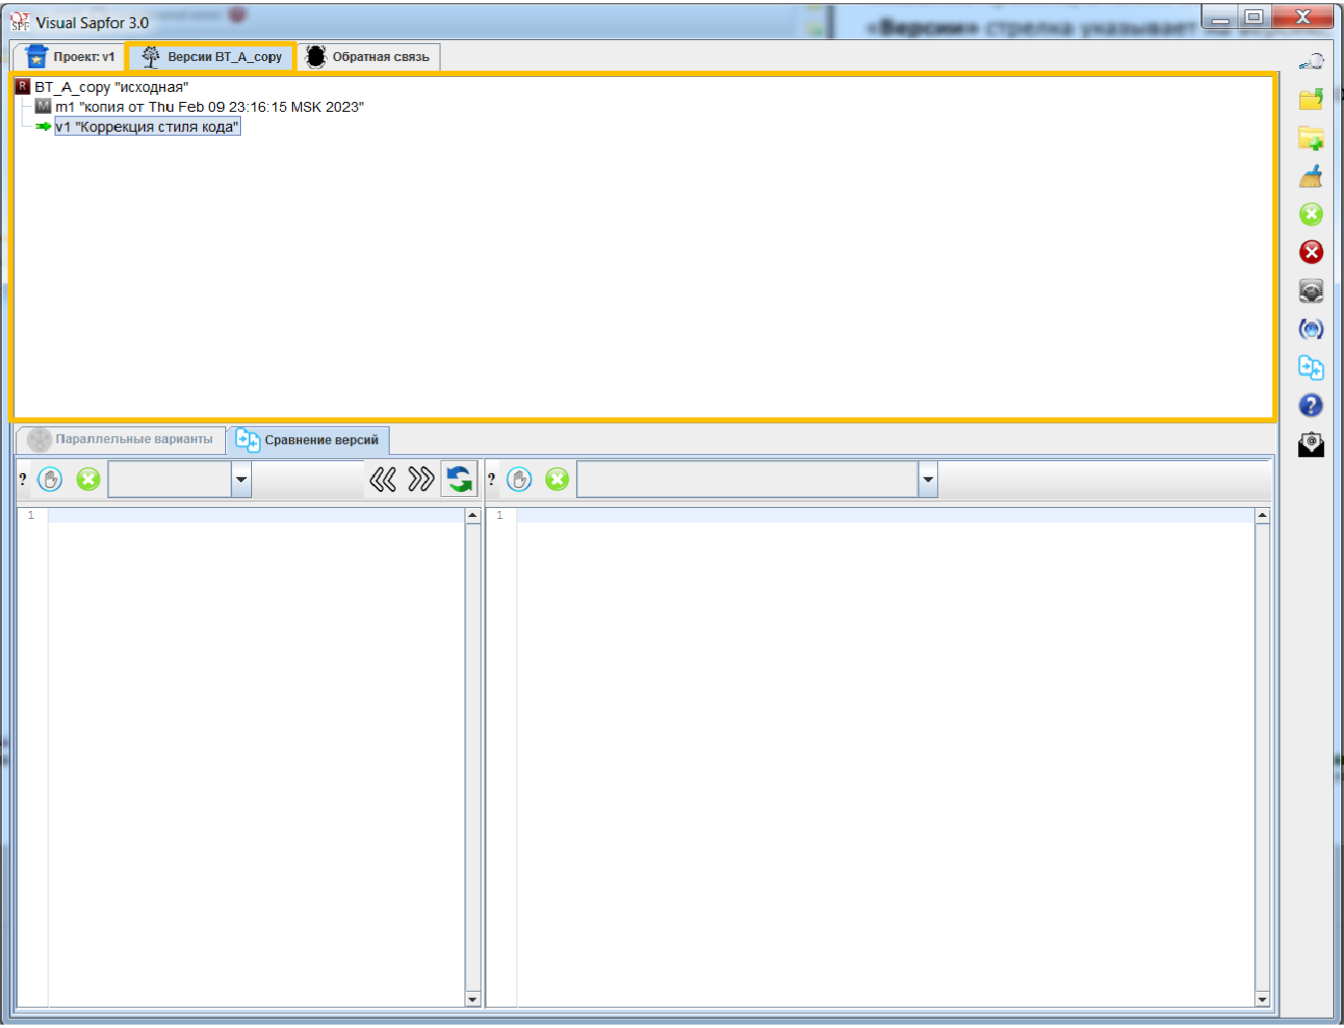 Visual Sapfor 3.0
«Версии» стрелка указывает на
Проект: v1 Версии BT_A_copy Обратная связь
R BT_A_copy "исходная"
M m1 "копия от Thu Feb 09 23:16:15 MSK 2023"
v1 "Коррекция стиля кода"
Параллельные варианты Сравнение версий
? ?
1 1